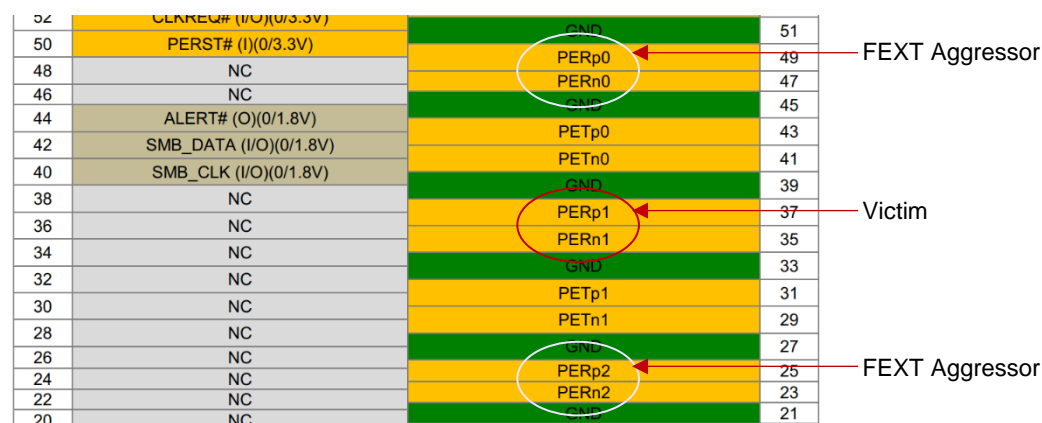 52 CLKREQ# (I/O)(0/3.3V) GND 51
50 PERST# (I)(0/3.3V) PERp0 49 FEXT Aggressor
48 NC PERn0 47
46 NC GND 45
44 ALERT# (O)(0/1.8V) PETp0 43
42 SMB_DATA (I/O)(0/1.8V) PETn0 41
40 SMB_CLK (I/O)(0/1.8V) GND 39
38 NC PERp1 37 Victim
36 NC PERn1 35
34 NC GND 33
32 NC PETp1 31
30 NC PETn1 29
28 NC GND 27
26 NC PERp2 25 FEXT Aggressor
24 NC PERn2 23
22 NC GND 21
20 NC